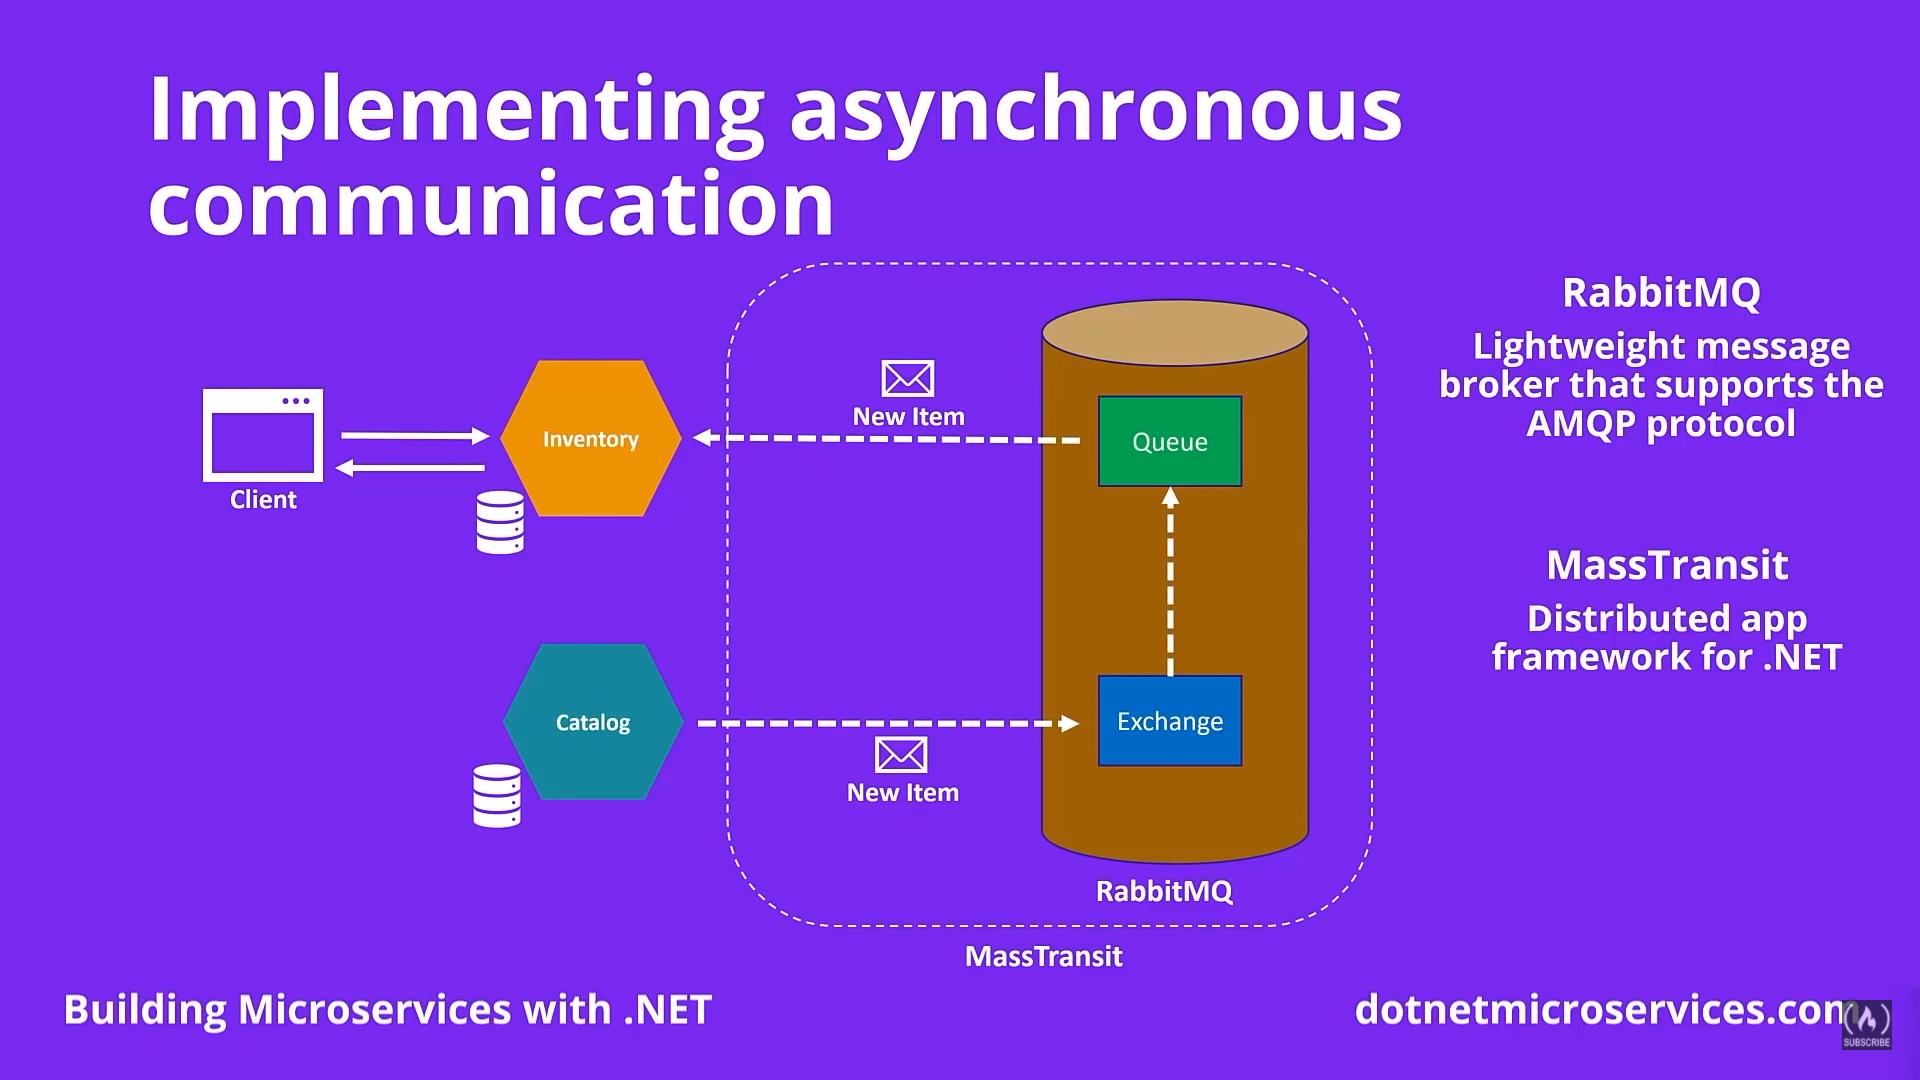 Implementing asynchronous
communication
RabbitMQ
Lightweight message
broker that supports the
AMQP protocol
New Item
Queue
Inventory
Client
MassTransit
Distributed app
framework for .NET
Catalog
Exchange
New Item
RabbitMQ
MassTransit
Building Microservices with .NET
dotnetmicroservices.com
SUBSCRIBE